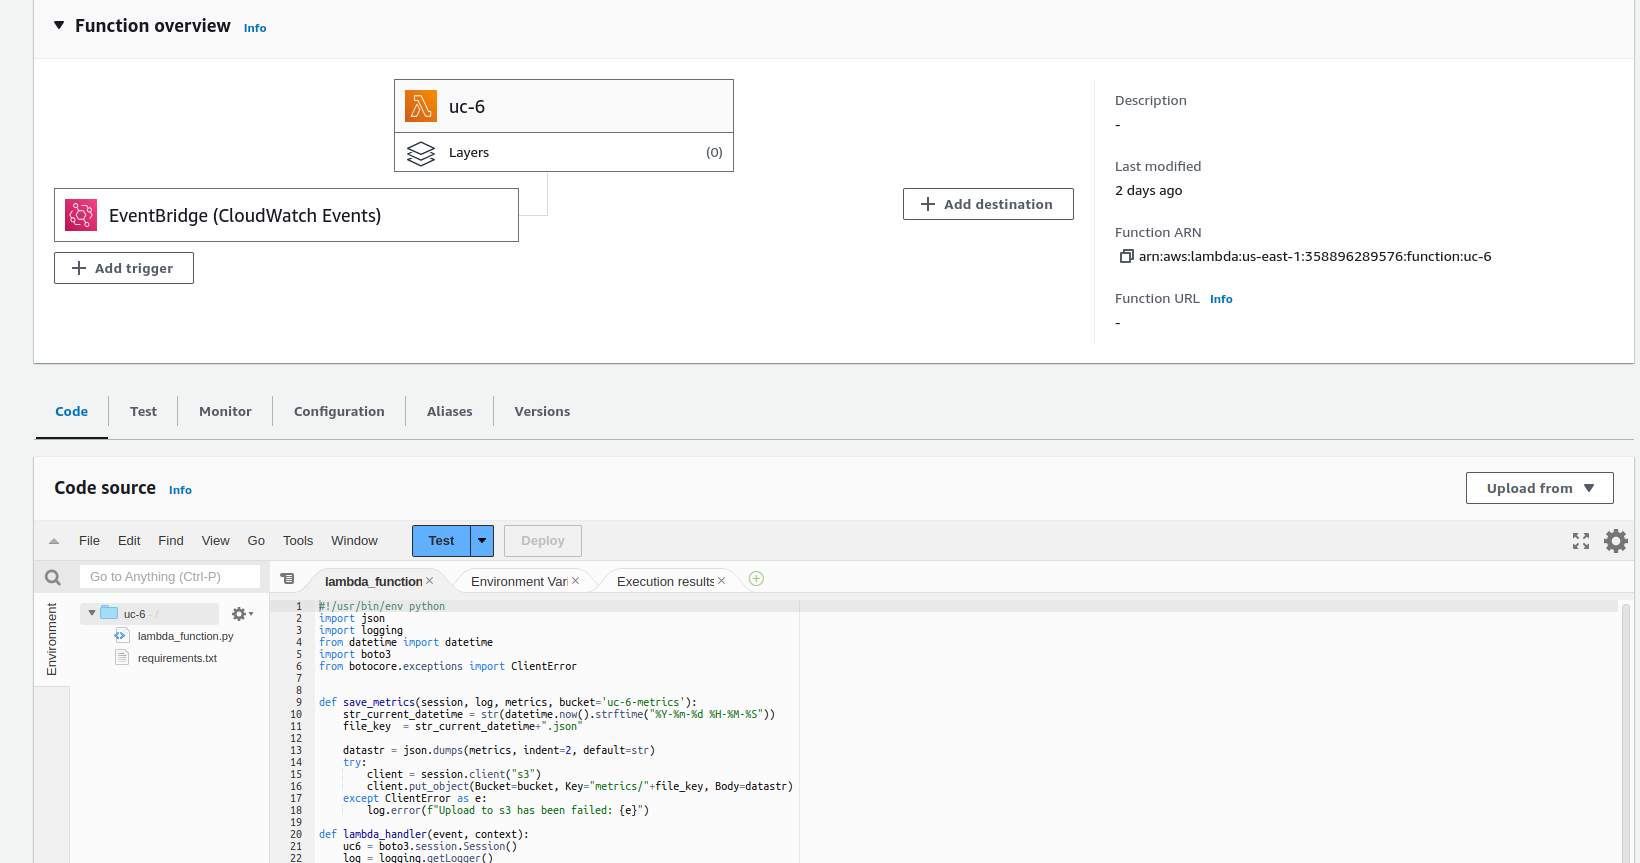 Function overview Info
uc-6
Layers (0)
EventBridge (CloudWatch Events)
Add trigger
Add destination
Description
-
Last modified
2 days ago
Function ARN
arn:aws:lambda:us-east-1:358896289576:function:uc-6
Function URL Info
-
Code Test Monitor Configuration Aliases Versions
Code source Info
Upload from
File Edit Find View Go Tools Window Test Deploy
Go to Anything (Ctrl-P)
lambda_function Environment Vari Execution results
Environment
uc-6 - /
lambda_function.py
requirements.txt
1 #!/usr/bin/env python
2 import json
3 import logging
4 from datetime import datetime
5 import boto3
6 from botocore.exceptions import ClientError
7
8
9 def save_metrics(session, log, metrics, bucket='uc-6-metrics'):
10 str_current_datetime = str(datetime.now().strftime("%Y-%m-%d %H-%M-%S"))
11 file_key  = str_current_datetime+".json"
12
13 datastr = json.dumps(metrics, indent=2, default=str)
14 try:
15 client = session.client("s3")
16 client.put_object(Bucket=bucket, Key="metrics/"+file_key, Body=datastr)
17 except ClientError as e:
18 log.error(f"Upload to s3 has been failed: {e}")
19
20 def lambda_handler(event, context):
21 uc6 = boto3.session.Session()
22 log = logging.getLogger()